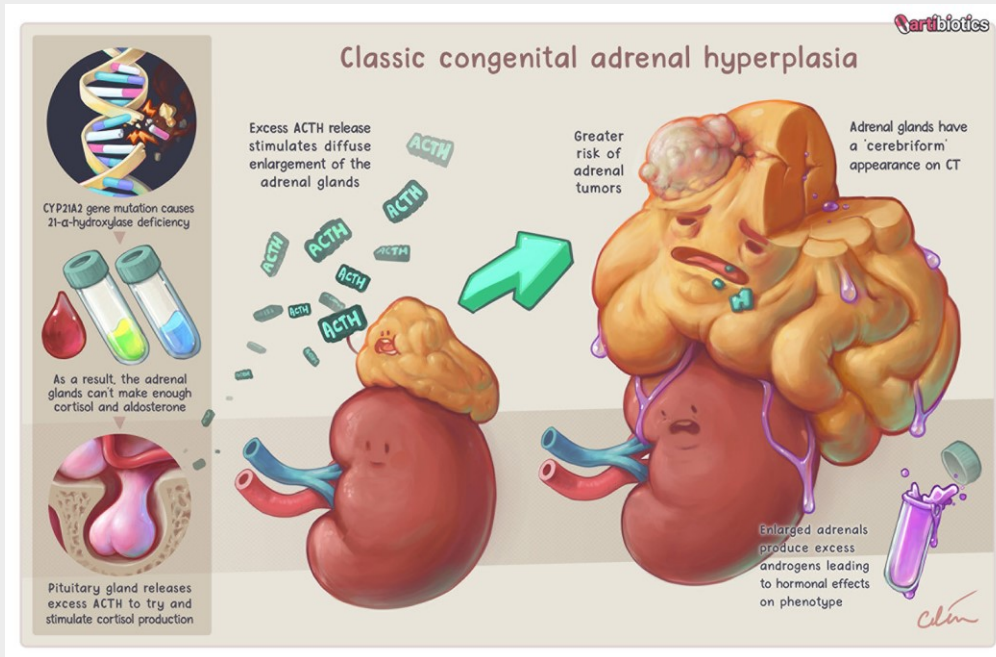 artibiotics
Classic congenital adrenal hyperplasia
CYP21A2 gene mutation causes
21-α-hydroxylase deficiency
As a result, the adrenal
glands can't make enough
cortisol and aldosterone
Pituitary gland releases
excess ACTH to try and
stimulate cortisol production
Excess ACTH release
stimulates diffuse
enlargement of the
adrenal glands
ACTH
ACTH
ACTH
ACTH
ACTH
ACTH
ACTH
ACTH
Greater
risk of
adrenal
tumors
Adrenal glands have
a 'cerebriform'
appearance on CT
Enlarged adrenals
produce excess
androgens leading
to hormonal effects
on phenotype